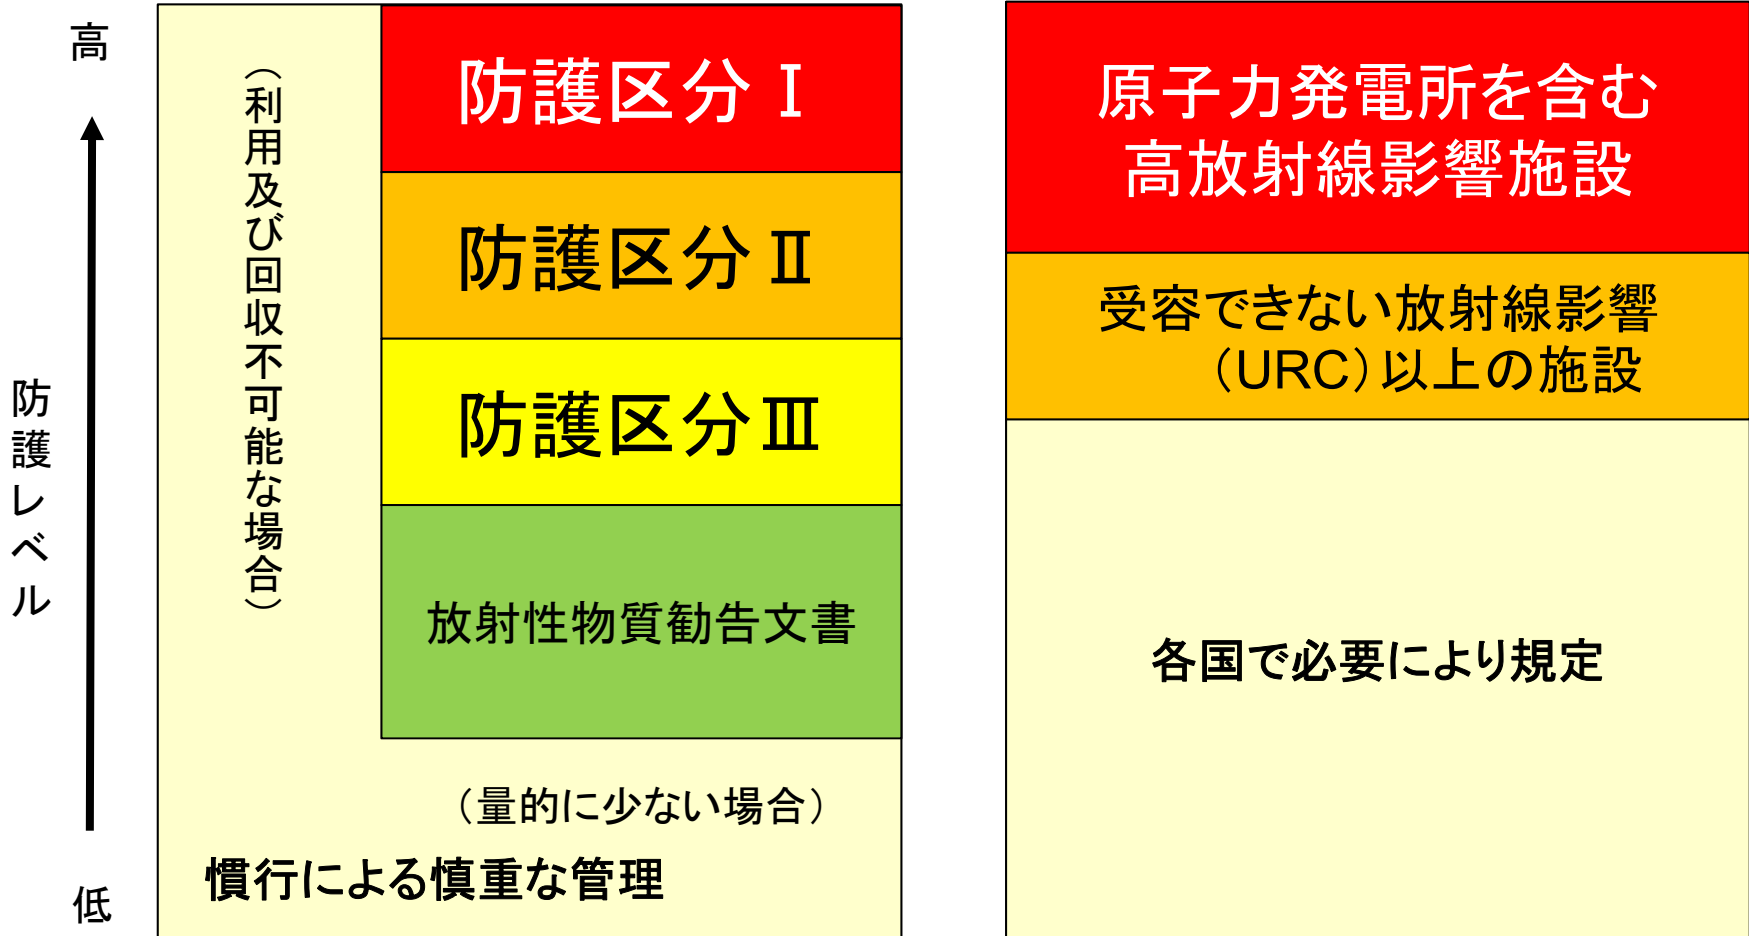 高
防護レベル
低
（利用及び回収不可能な場合）
防護区分Ⅰ
防護区分Ⅱ
防護区分Ⅲ
放射性物質勧告文書
（量的に少ない場合）
慣行による慎重な管理
原子力発電所を含む
高放射線影響施設
受容できない放射線影響
（URC）以上の施設
各国で必要により規定